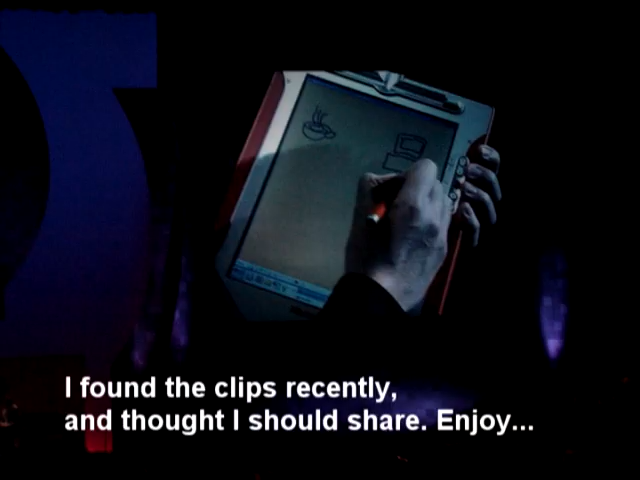 I found the clips recently,
and thought I should share. Enjoy...